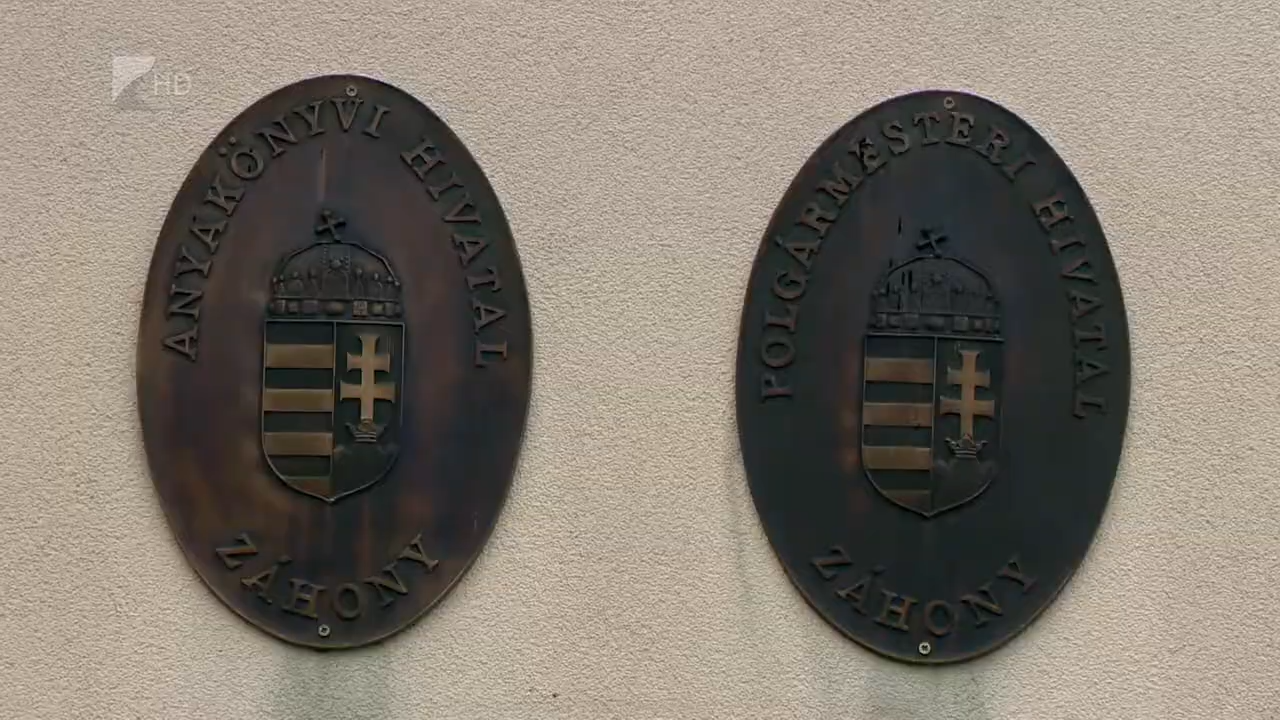 HD
ANYAKÖNYVI HIVATAL
ZÁHONY
POLGÁRMESTERI HIVATAL
ZÁHONY